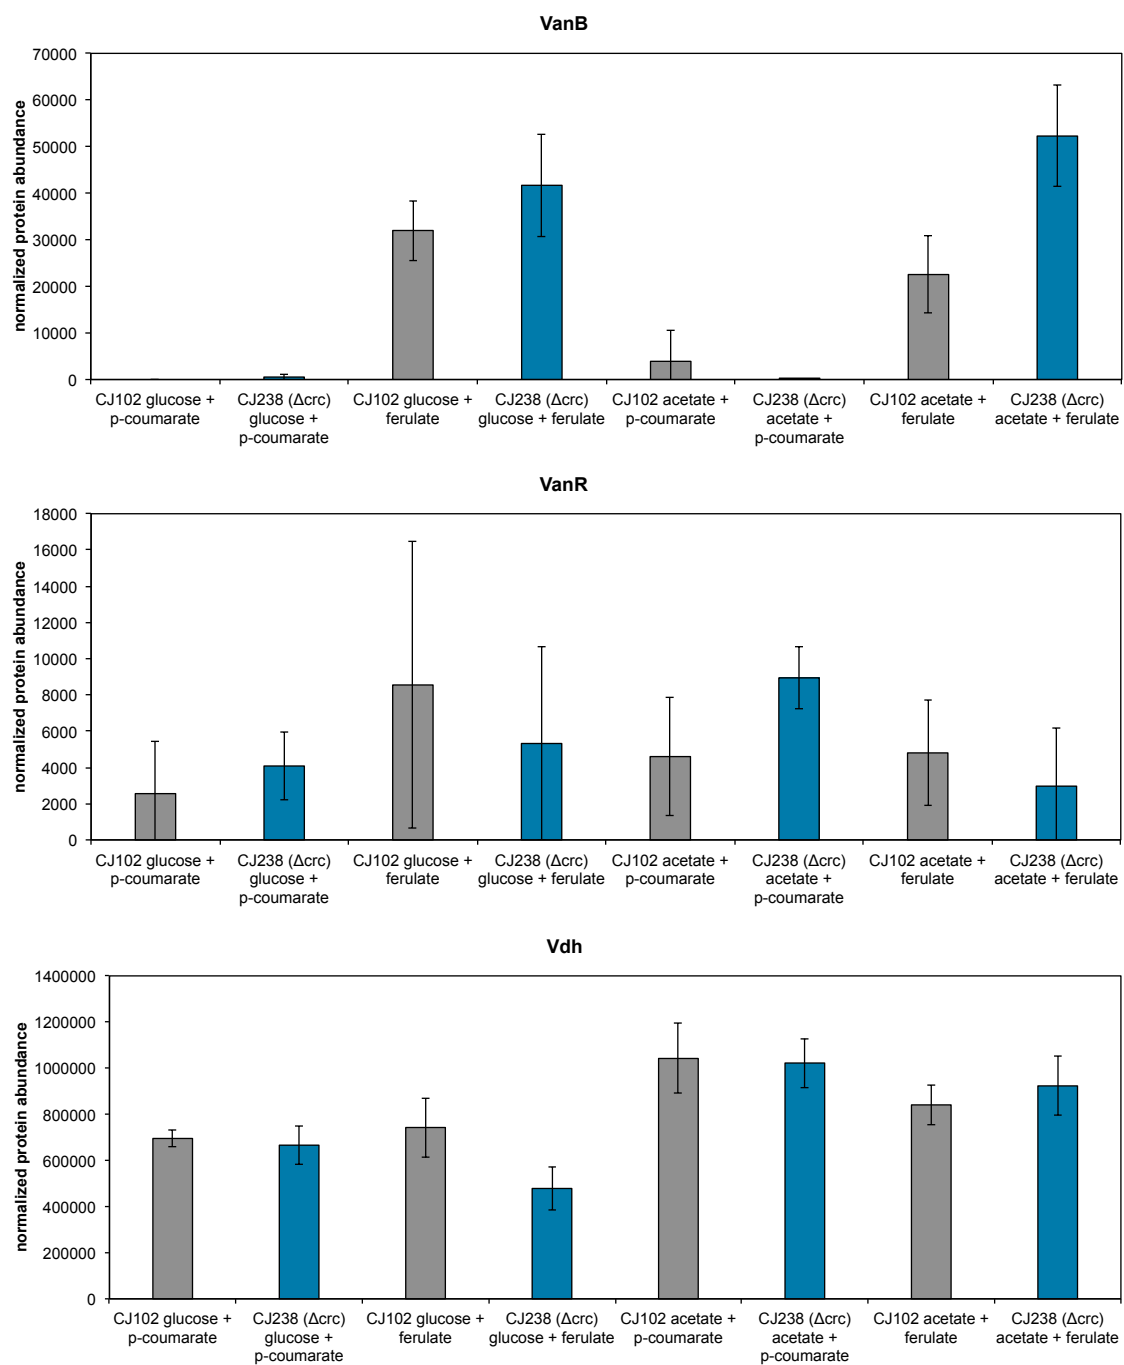 VanB
normalized protein abundance
70000
60000
50000
40000
30000
20000
10000
0
CJ102 glucose +
p-coumarate
CJ238 (Δcrc)
glucose +
p-coumarate
CJ102 glucose +
ferulate
CJ238 (Δcrc)
glucose + ferulate
CJ102 acetate +
p-coumarate
CJ238 (Δcrc)
acetate +
p-coumarate
CJ102 acetate +
ferulate
CJ238 (Δcrc)
acetate + ferulate
VanR
normalized protein abundance
18000
16000
14000
12000
10000
8000
6000
4000
2000
0
CJ102 glucose +
p-coumarate
CJ238 (Δcrc)
glucose +
p-coumarate
CJ102 glucose +
ferulate
CJ238 (Δcrc)
glucose + ferulate
CJ102 acetate +
p-coumarate
CJ238 (Δcrc)
acetate +
p-coumarate
CJ102 acetate +
ferulate
CJ238 (Δcrc)
acetate + ferulate
Vdh
normalized protein abundance
1400000
1200000
1000000
800000
600000
400000
200000
0
CJ102 glucose +
p-coumarate
CJ238 (Δcrc)
glucose +
p-coumarate
CJ102 glucose +
ferulate
CJ238 (Δcrc)
glucose + ferulate
CJ102 acetate +
p-coumarate
CJ238 (Δcrc)
acetate +
p-coumarate
CJ102 acetate +
ferulate
CJ238 (Δcrc)
acetate + ferulate